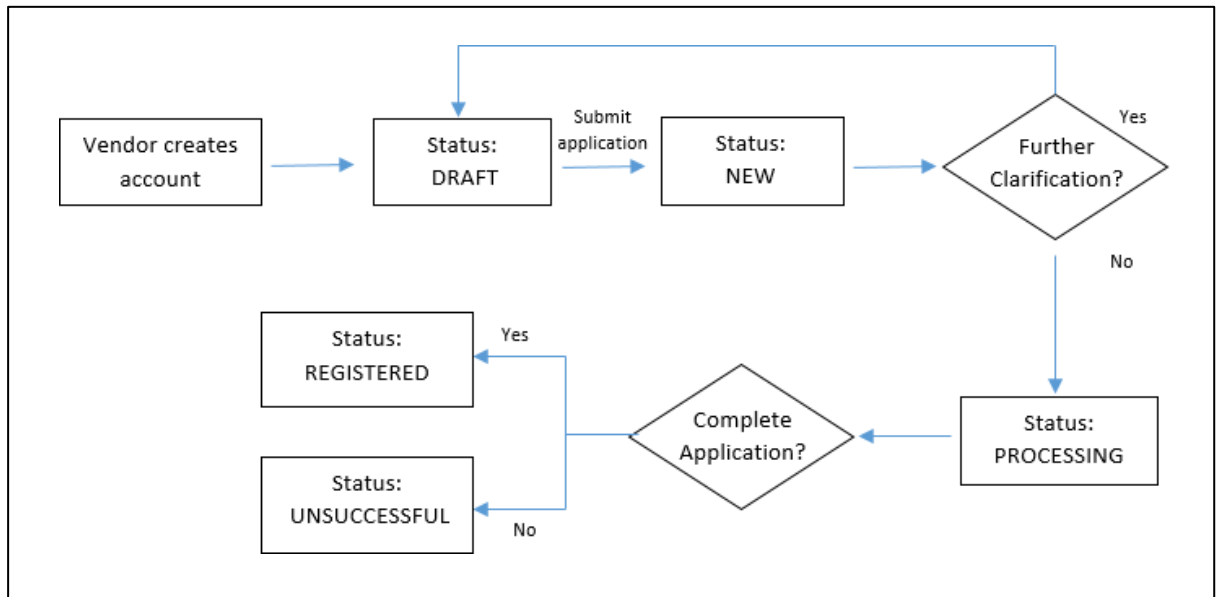 Vendor creates
account
Status:
DRAFT
Submit
application
Status:
NEW
Further
Clarification?
Yes
No
Status:
PROCESSING
Complete
Application?
Yes
Status:
REGISTERED
No
Status:
UNSUCCESSFUL